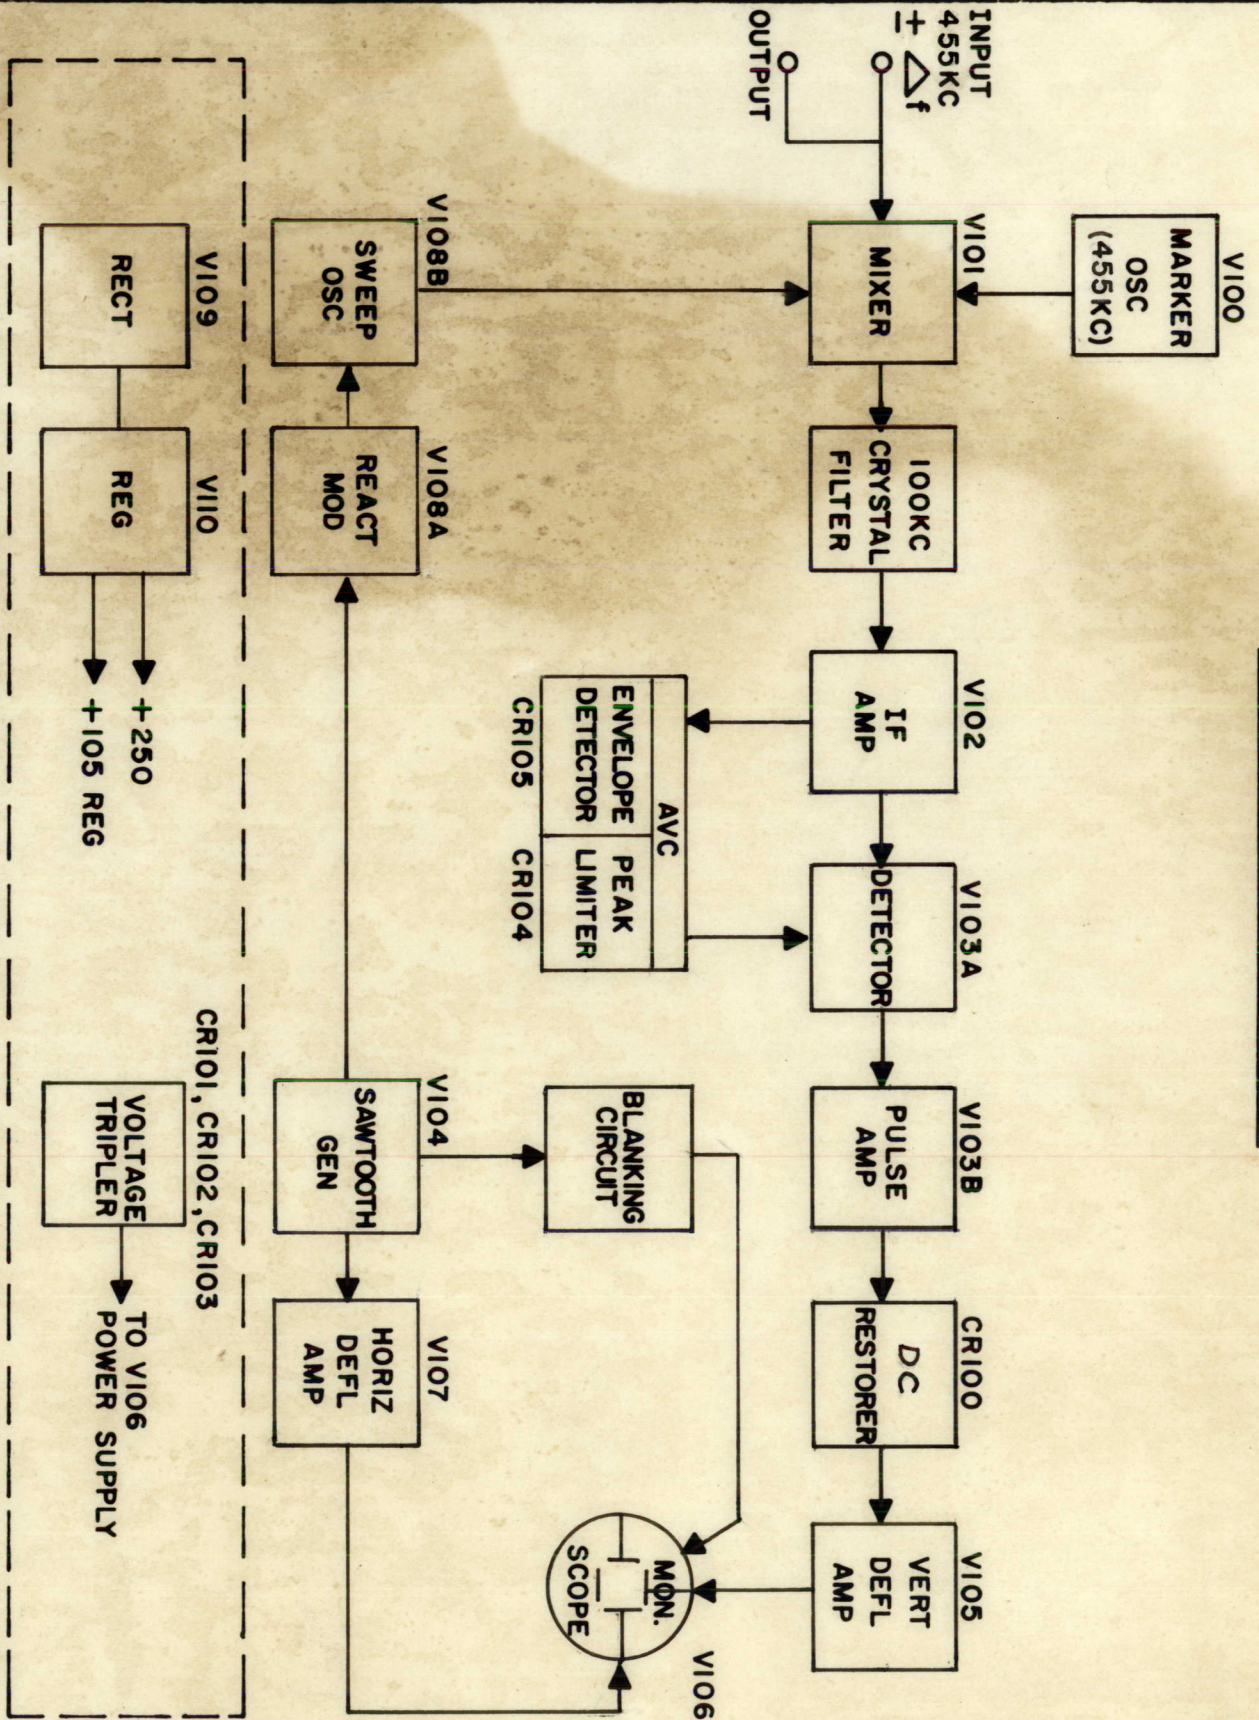 V100
MARKER
OSC
(455KC)
INPUT
455KC
± Δf
OUTPUT
V101
MIXER
100KC
CRYSTAL
FILTER
V102
IF
AMP
V103A
DETECTOR
V103B
PULSE
AMP
CR100
DC
RESTORER
V105
VERT
DEFL
AMP
AVC
ENVELOPE
DETECTOR
CR105
PEAK
LIMITER
CR104
BLANKING
CIRCUIT
V106
MON.
SCOPE
V108B
SWEEP
OSC
V108A
REACT
MOD
V104
SAWTOOTH
GEN
V107
HORIZ
DEFL
AMP
V109
RECT
V110
REG
+250
+105 REG
CR101, CR102, CR103
VOLTAGE
TRIPLER
TO V106
POWER SUPPLY